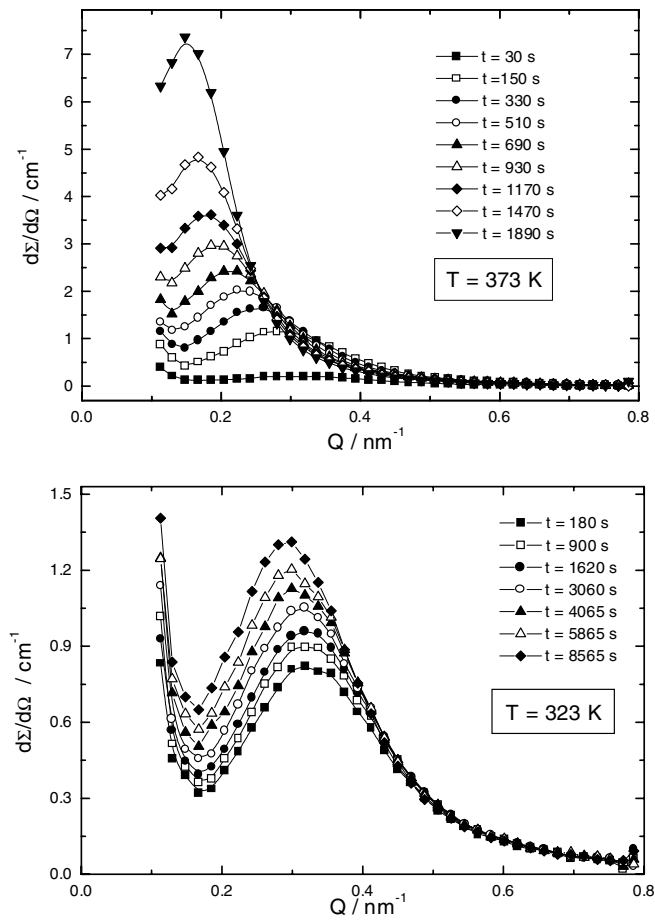 7
6
5
4
3
2
1
0
dΣ/dΩ / cm⁻¹
t = 30 s
t =150 s
t = 330 s
t = 510 s
t = 690 s
t = 930 s
t = 1170 s
t = 1470 s
t = 1890 s
T = 373 K
0.0 0.2 0.4 0.6 0.8
Q / nm⁻¹
1.5
1.2
0.9
0.6
0.3
0.0
dΣ/dΩ / cm⁻¹
t = 180 s
t = 900 s
t = 1620 s
t = 3060 s
t = 4065 s
t = 5865 s
t = 8565 s
T = 323 K
0.0 0.2 0.4 0.6 0.8
Q / nm⁻¹